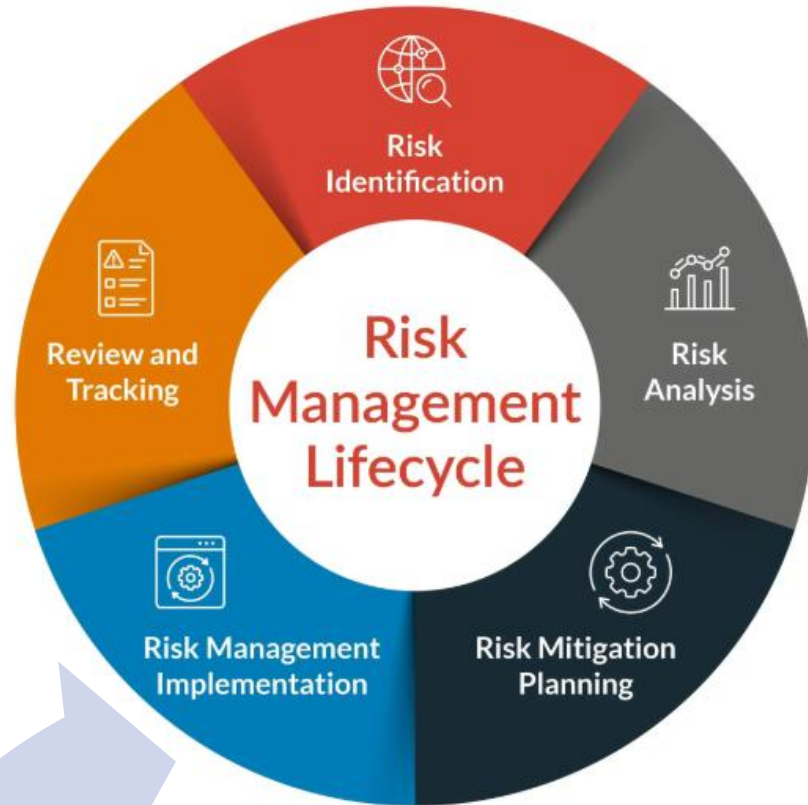 Risk
Identification
Risk
Analysis
Risk Mitigation
Planning
Risk Management
Implementation
Review and
Tracking
Risk
Management
Lifecycle